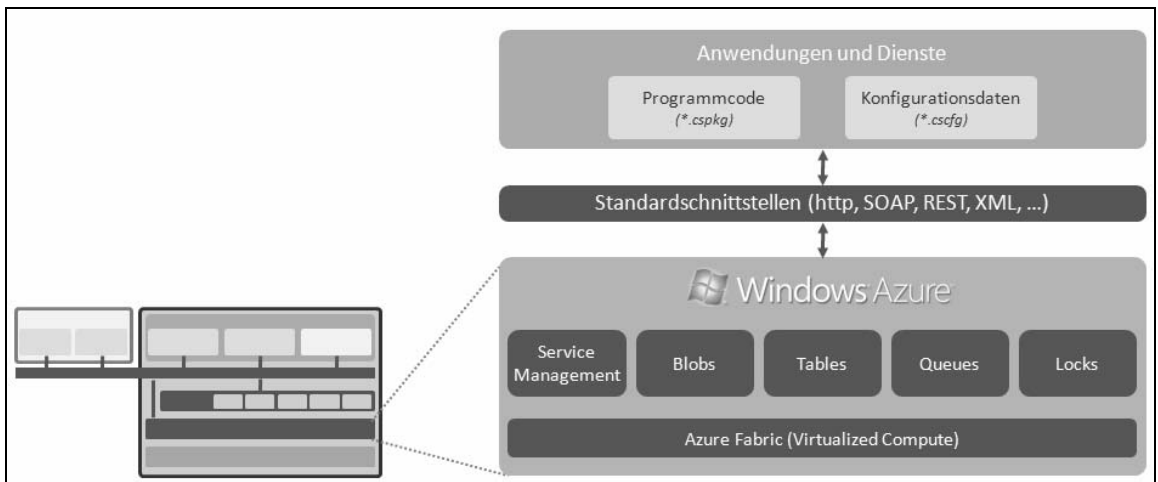 Anwendungen und Dienste
Programmcode
(*.cspkg)
Konfigurationsdaten
(*.cscfg)
Standardschnittstellen (http, SOAP, REST, XML, ...)
Windows Azure
Service
Management
Blobs
Tables
Queues
Locks
Azure Fabric (Virtualized Compute)